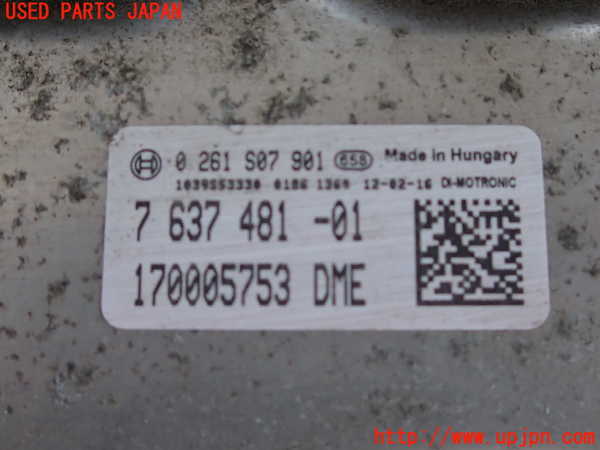 USED PARTS JAPAN
0 261 S07 901 658 Made in Hungary
1039S53330 0186 1369 12-02-16 DI-MOTRONIC
7 637 481 -01
170005753 DME
http://www.upjpn.com/